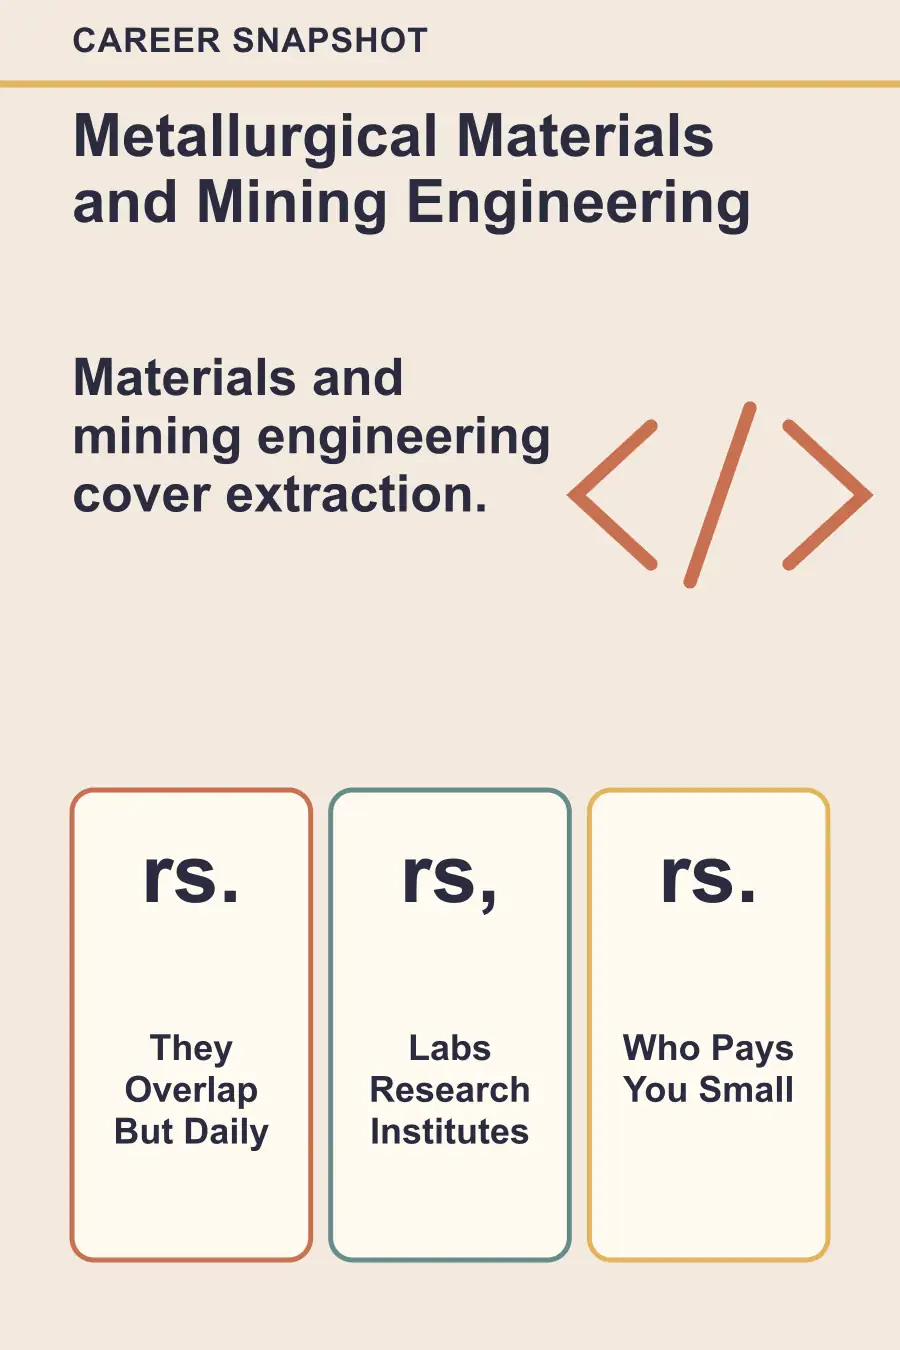 CAREER SNAPSHOT
Metallurgical Materials
and Mining Engineering
Materials and
mining engineering
cover extraction.
</>
rs.
They
Overlap
But Daily
rs,
Labs
Research
Institutes
rs.
Who Pays
You Small